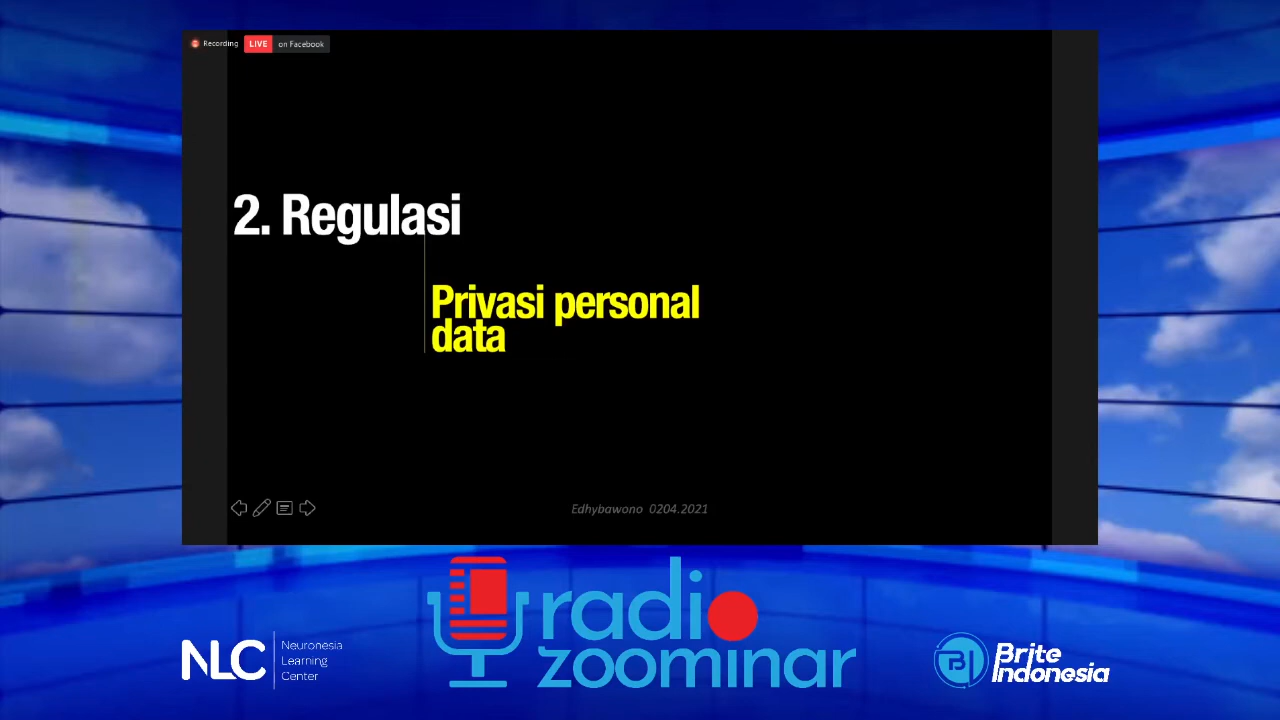 Recording LIVE on Facebook
2. Regulasi
Privasi personal
data
Edhybawono 0204.2021
radio
zoominar
NLC
Neuronesia
Learning
Center
Brite
Indonesia